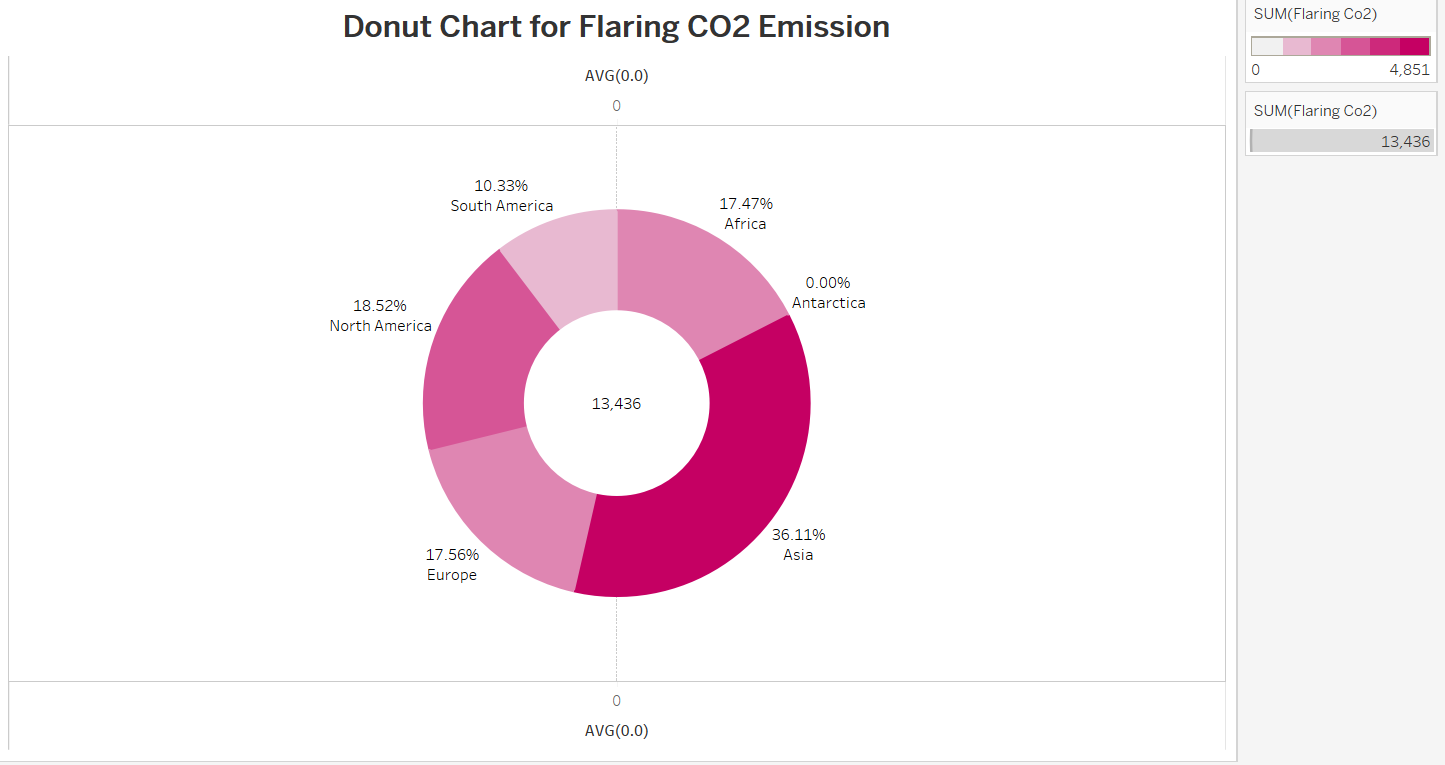 Donut Chart for Flaring CO2 Emission
AVG(0.0)
0
10.33%
South America
17.47%
Africa
0.00%
Antarctica
18.52%
North America
13,436
36.11%
Asia
17.56%
Europe
0
AVG(0.0)
SUM(Flaring Co2)
0 4,851
SUM(Flaring Co2)
13,436